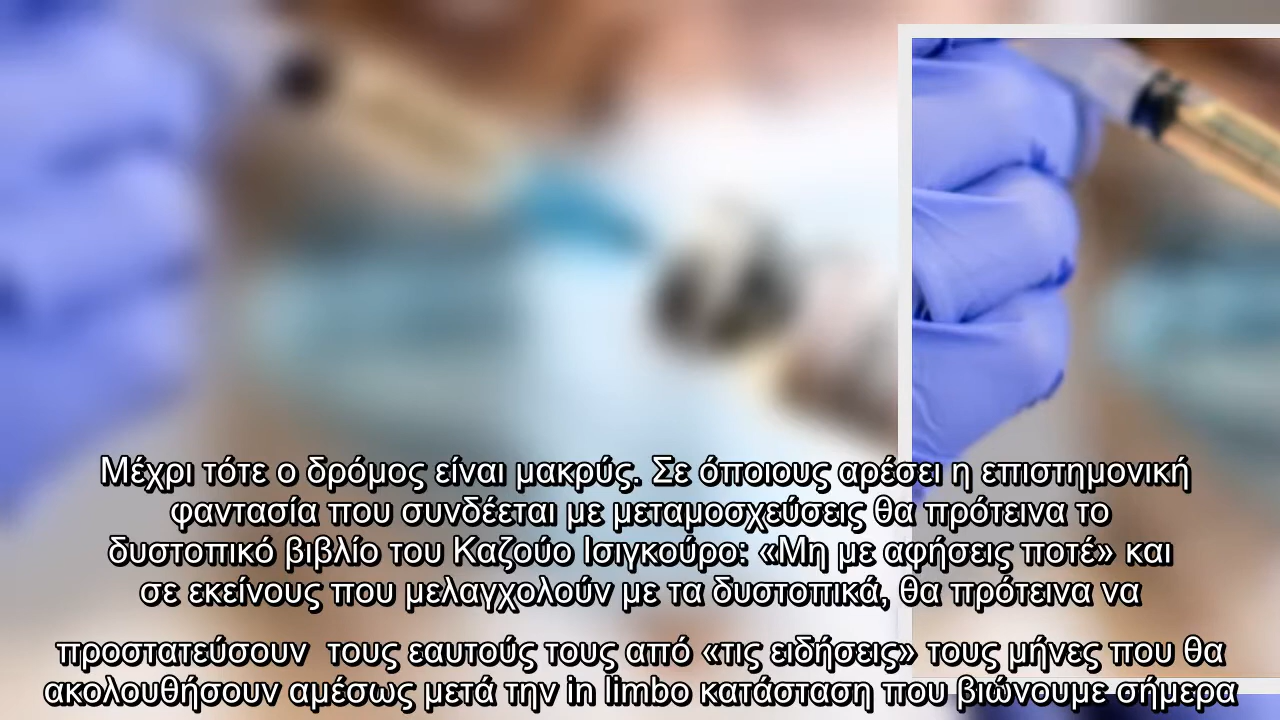 Μέχρι τότε ο δρόμος είναι μακρύς. Σε όποιους αρέσει η επιστημονική
φαντασία που συνδέεται με μεταμοσχεύσεις θα πρότεινα το
δυστοπικό βιβλίο του Καζούο Ισιγκούρο: «Μη με αφήσεις ποτέ» και
σε εκείνους που μελαγχολούν με τα δυστοπικά, θα πρότεινα να
προστατεύσουν τους εαυτούς τους από «τις ειδήσεις» τους μήνες που θα
ακολουθήσουν αμέσως μετά την in limbo κατάσταση που βιώνουμε σήμερα